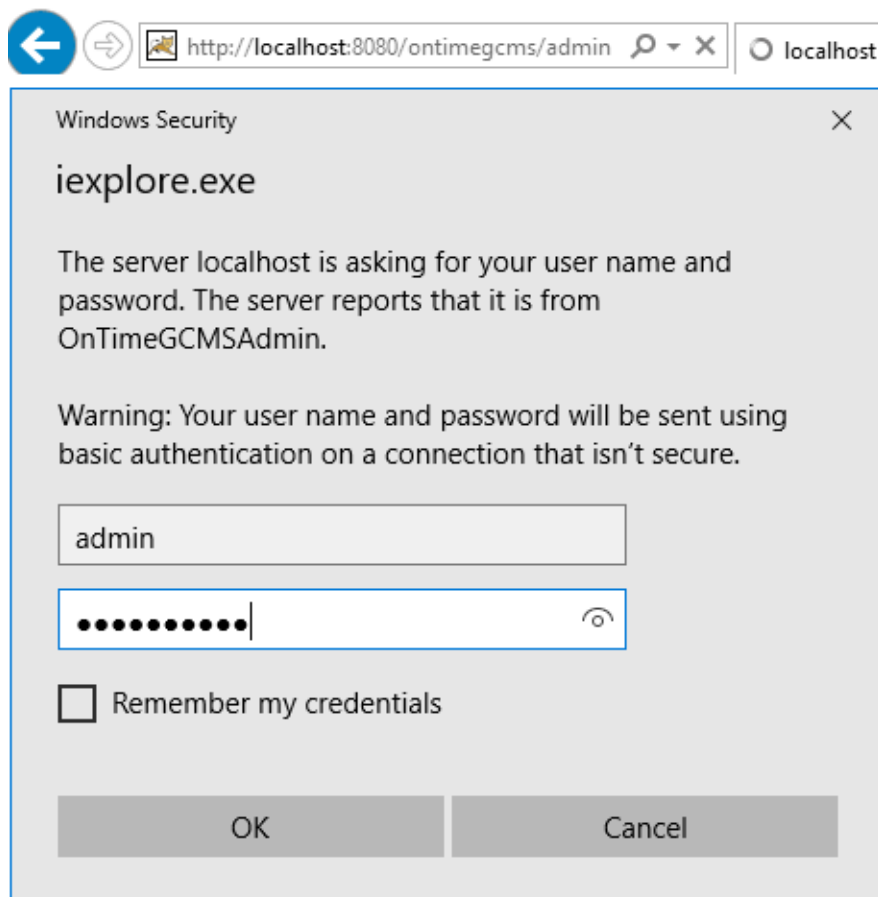 http://localhost:8080/ontimegcms/admin
localhost
Windows Security
iexplore.exe
The server localhost is asking for your user name and
password. The server reports that it is from
OnTimeGCMSAdmin.
Warning: Your user name and password will be sent using
basic authentication on a connection that isn't secure.
admin
●●●●●●●●●●
Remember my credentials
OK
Cancel